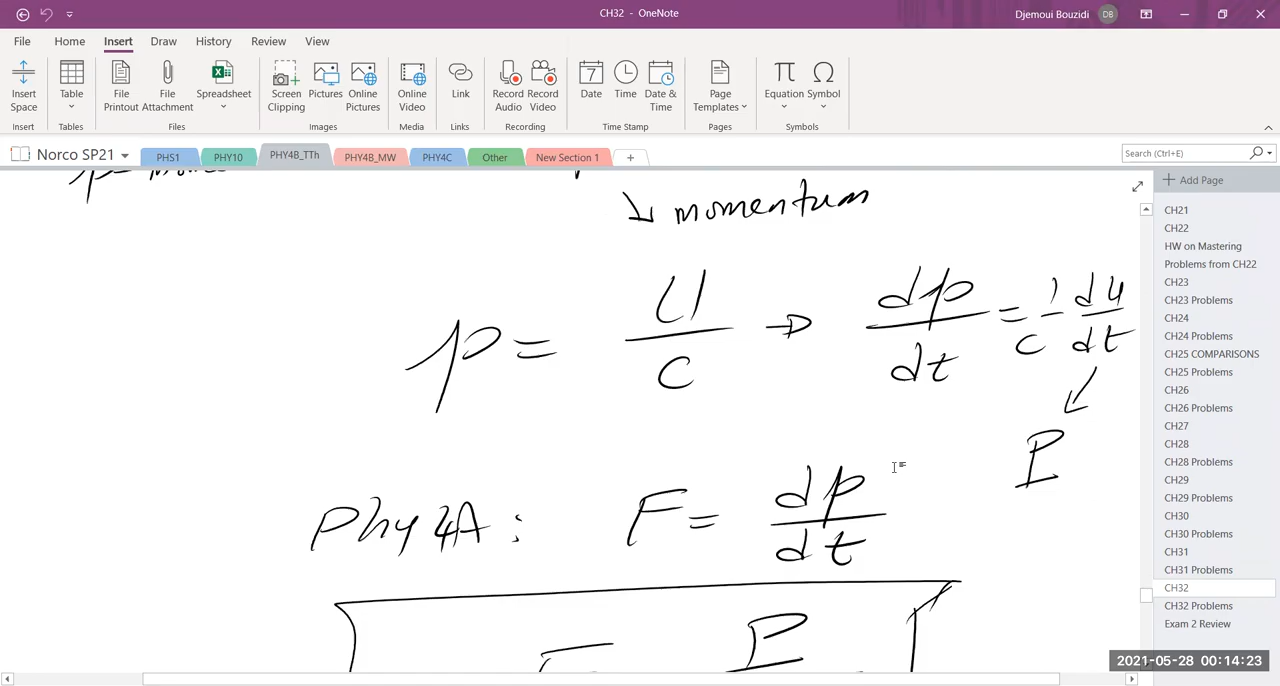 CH32 - OneNote
Djemoui Bouzidi DB
File Home Insert Draw History Review View
Insert Space Table File Printout File Attachment Spreadsheet Screen Clipping Pictures Online Pictures Online Video Link Record Audio Record Video Date Time Date & Time Page Templates Equation Symbol
Insert Tables Files Images Media Links Recording Time Stamp Pages Symbols
Norco SP21 PHS1 PHY10 PHY4B_TTh PHY4B_MW PHY4C Other New Section 1 + Search (Ctrl+E)
Add Page
momentum
p = U/c → dp/dt = 1/c du/dt
P
Phy 4A : F = dp/dt
P
CH21
CH22
HW on Mastering
Problems from CH22
CH23
CH23 Problems
CH24
CH24 Problems
CH25 COMPARISONS
CH25 Problems
CH26
CH26 Problems
CH27
CH28
CH28 Problems
CH29
CH29 Problems
CH30
CH30 Problems
CH31
CH31 Problems
CH32
CH32 Problems
Exam 2 Review
2021-05-28 00:14:23